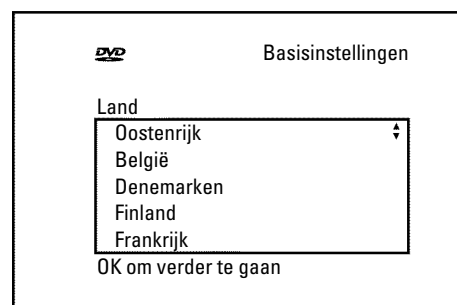 DVD
Basisinstellingen
Land
Oostenrijk
België
Denemarken
Finland
Frankrijk
OK om verder te gaan